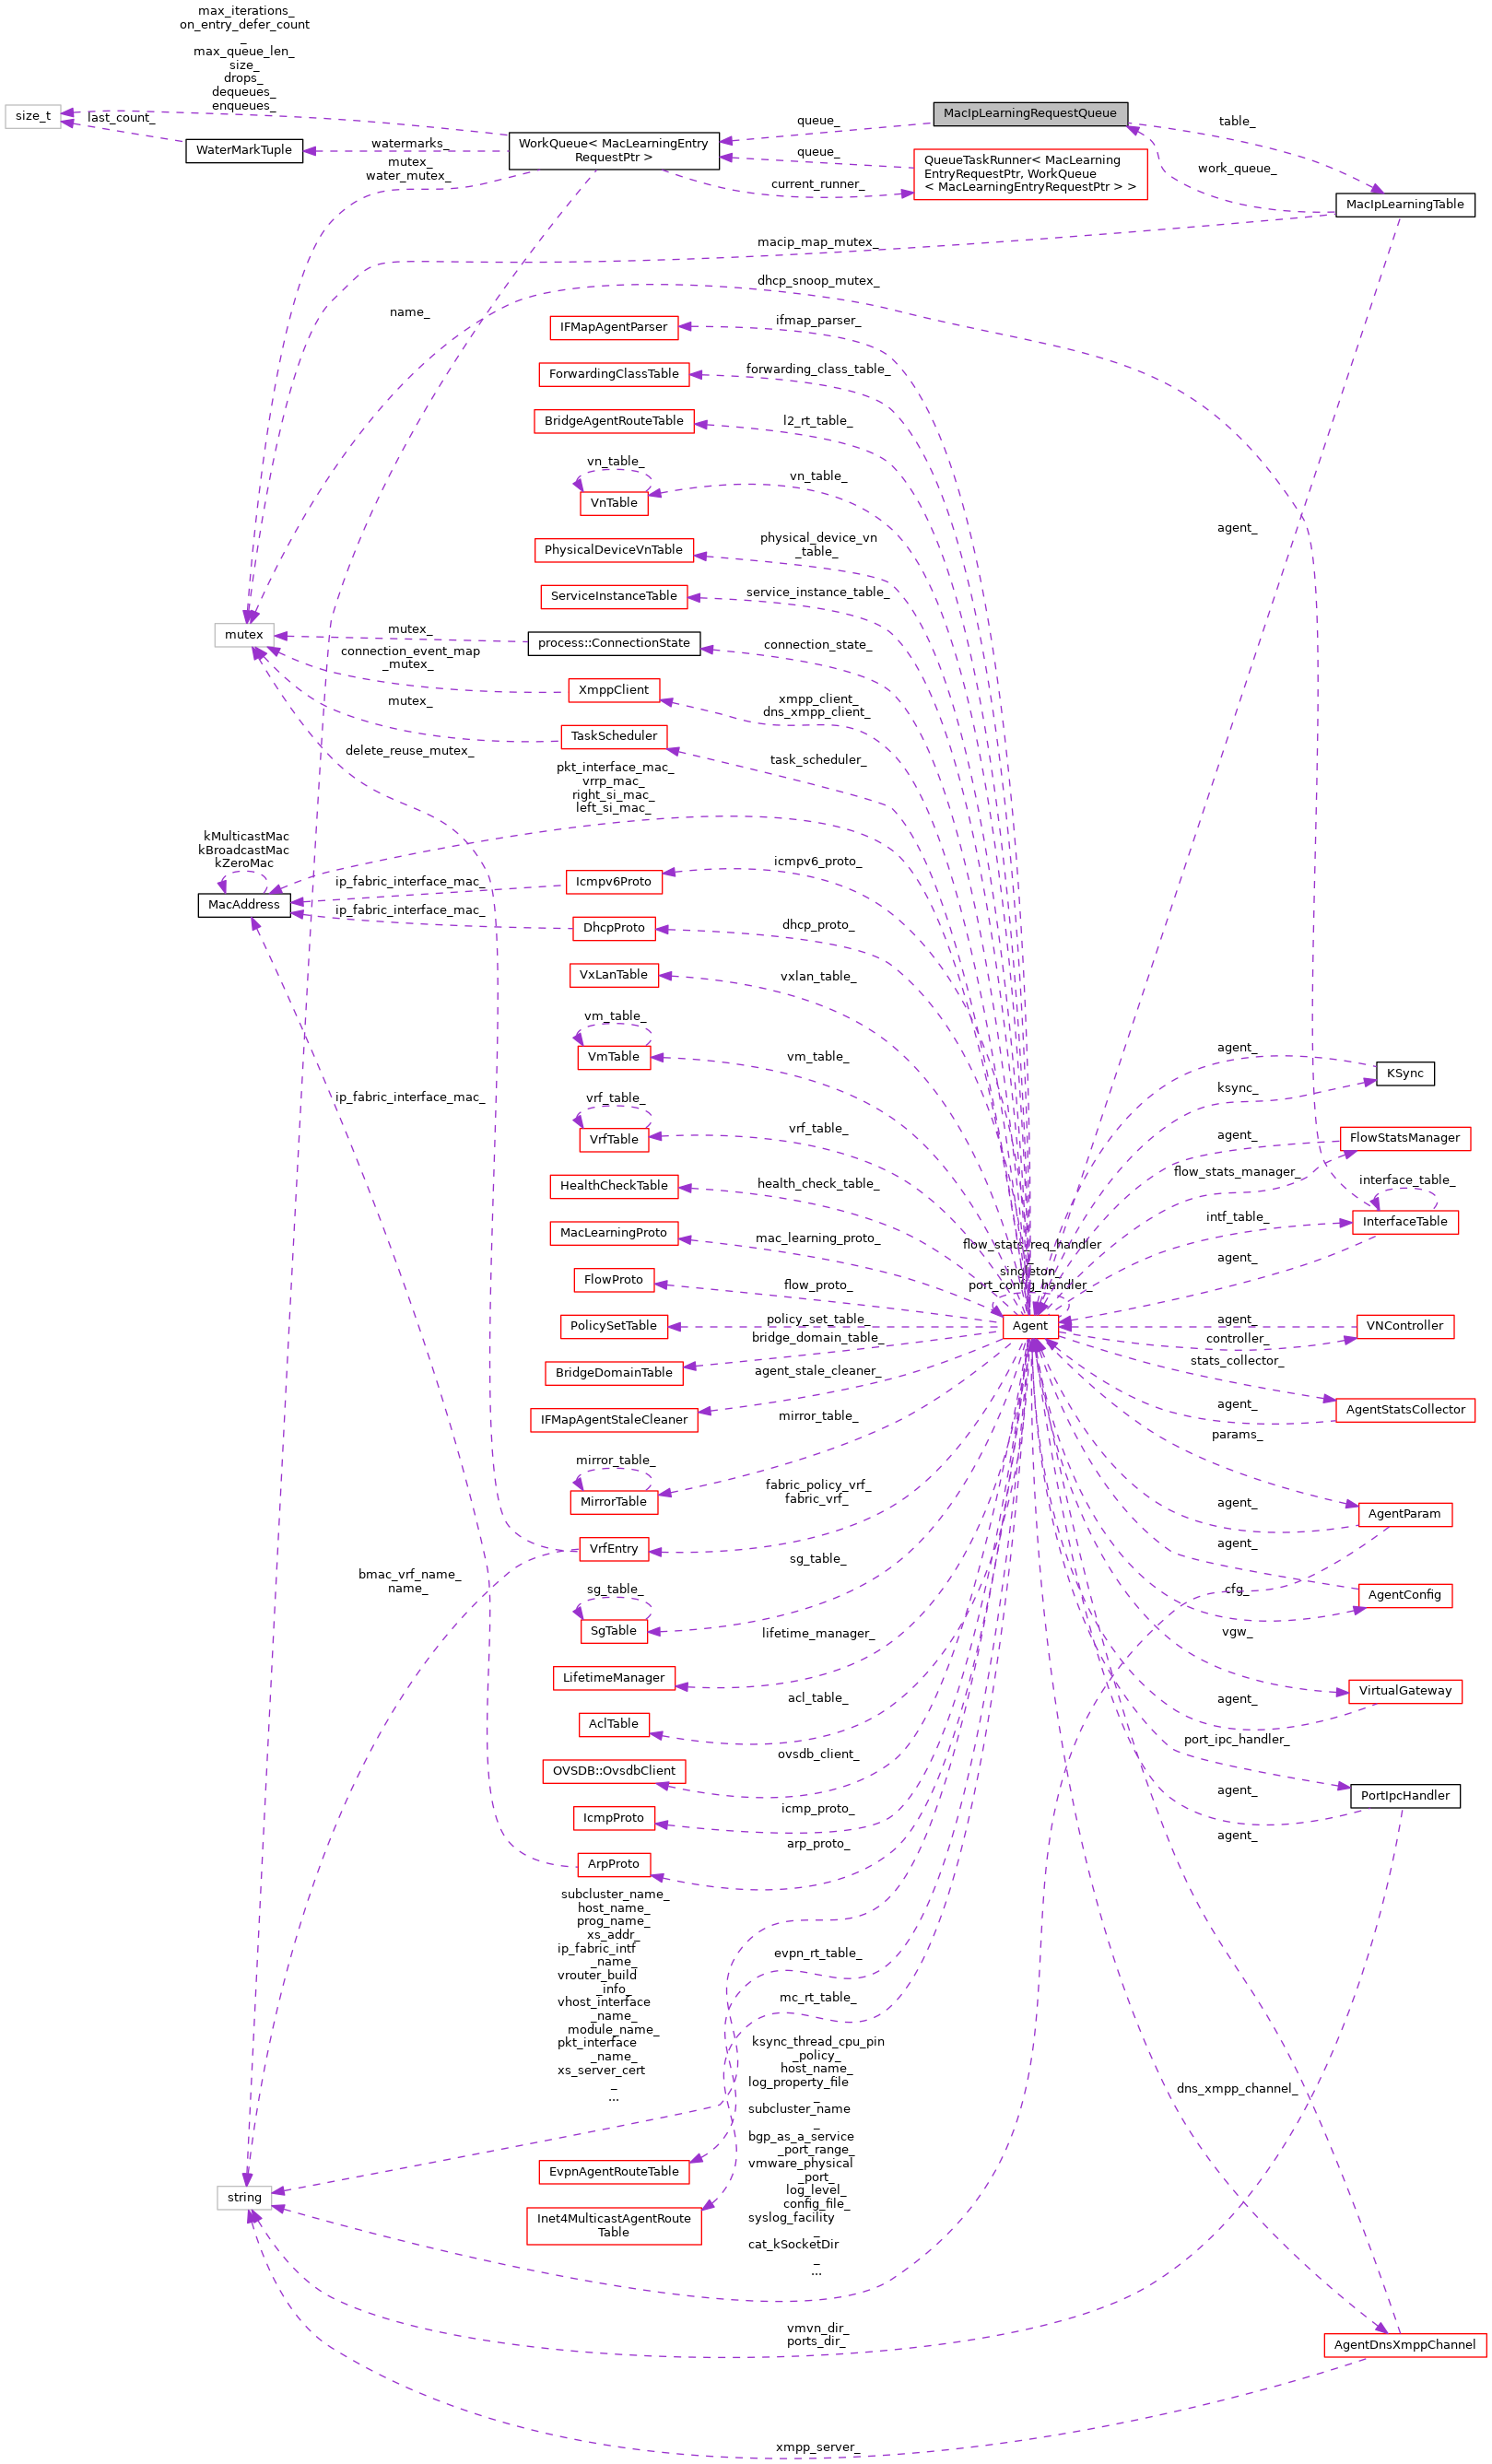 max_iterations_
on_entry_defer_count
_
max_queue_len_
size_
drops_
dequeues_
enqueues_
size_t
last_count_
WaterMarkTuple
watermarks_
mutex_
water_mutex_
WorkQueue< MacLearningEntry
RequestPtr >
queue_
queue_
current_runner_
MacIpLearningRequestQueue
QueueTaskRunner< MacLearning
EntryRequestPtr, WorkQueue
< MacLearningEntryRequestPtr > >
table_
work_queue_
MacIpLearningTable
macip_map_mutex_
dhcp_snoop_mutex_
name_
IFMapAgentParser
ifmap_parser_
ForwardingClassTable
forwarding_class_table_
BridgeAgentRouteTable
l2_rt_table_
vn_table_
VnTable
vn_table_
agent_
PhysicalDeviceVnTable
physical_device_vn
_table_
ServiceInstanceTable
service_instance_table_
mutex
mutex_
process::ConnectionState
connection_state_
connection_event_map
_mutex_
XmppClient
xmpp_client_
dns_xmpp_client_
mutex_
TaskScheduler
task_scheduler_
delete_reuse_mutex_
pkt_interface_mac_
vrrp_mac_
right_si_mac_
left_si_mac_
kMulticastMac
kBroadcastMac
kZeroMac
MacAddress
ip_fabric_interface_mac_
Icmpv6Proto
icmpv6_proto_
ip_fabric_interface_mac_
DhcpProto
dhcp_proto_
VxLanTable
vxlan_table_
vm_table_
VmTable
vm_table_
agent_
KSync
ksync_
ip_fabric_interface_mac_
vrf_table_
VrfTable
vrf_table_
agent_
FlowStatsManager
flow_stats_manager_
HealthCheckTable
health_check_table_
interface_table_
InterfaceTable
intf_table_
MacLearningProto
mac_learning_proto_
flow_stats_req_handler
_
singleton_
port_config_handler_
agent_
FlowProto
flow_proto_
PolicySetTable
policy_set_table_
Agent
agent_
VNController
bridge_domain_table_
controller_
BridgeDomainTable
agent_stale_cleaner_
stats_collector_
IFMapAgentStaleCleaner
mirror_table_
agent_
AgentStatsCollector
params_
mirror_table_
MirrorTable
fabric_policy_vrf_
fabric_vrf_
agent_
AgentParam
VrfEntry
agent_
bmac_vrf_name_
name_
sg_table_
sg_table_
SgTable
cfg_
AgentConfig
lifetime_manager_
vgw_
LifetimeManager
acl_table_
agent_
VirtualGateway
AclTable
ovsdb_client_
port_ipc_handler_
OVSDB::OvsdbClient
icmp_proto_
agent_
PortIpcHandler
IcmpProto
arp_proto_
agent_
ArpProto
subcluster_name_
host_name_
prog_name_
xs_addr_
ip_fabric_intf
_name_
vrouter_build
_info_
vhost_interface
_name_
module_name_
pkt_interface
_name_
xs_server_cert
_
...
evpn_rt_table_
mc_rt_table_
ksync_thread_cpu_pin
_policy_
host_name_
log_property_file
_
subcluster_name
_
bgp_as_a_service
_port_range_
vmware_physical
_port_
log_level_
config_file_
syslog_facility
_
cat_kSocketDir
_
...
dns_xmpp_channel_
EvpnAgentRouteTable
string
Inet4MulticastAgentRoute
Table
vmvn_dir_
ports_dir_
AgentDnsXmppChannel
xmpp_server_